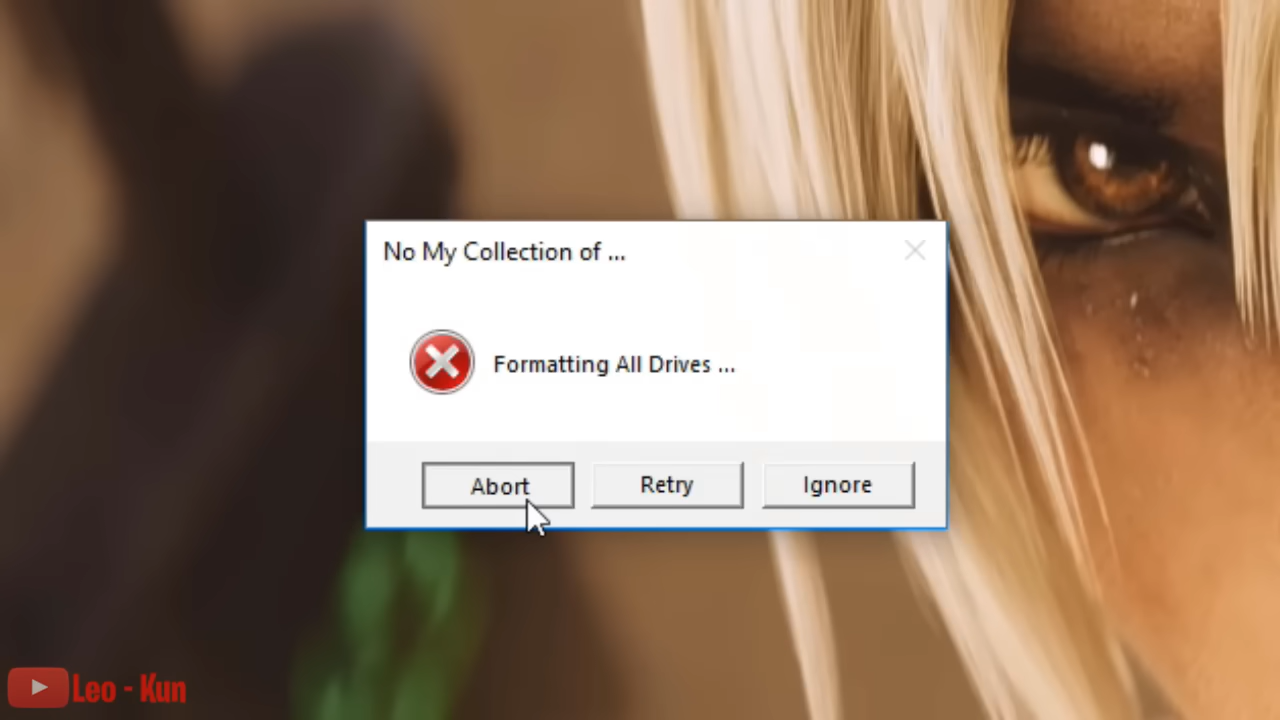 No My Collection of ...
Formatting All Drives ...
Abort
Retry
Ignore
Leo - Kun